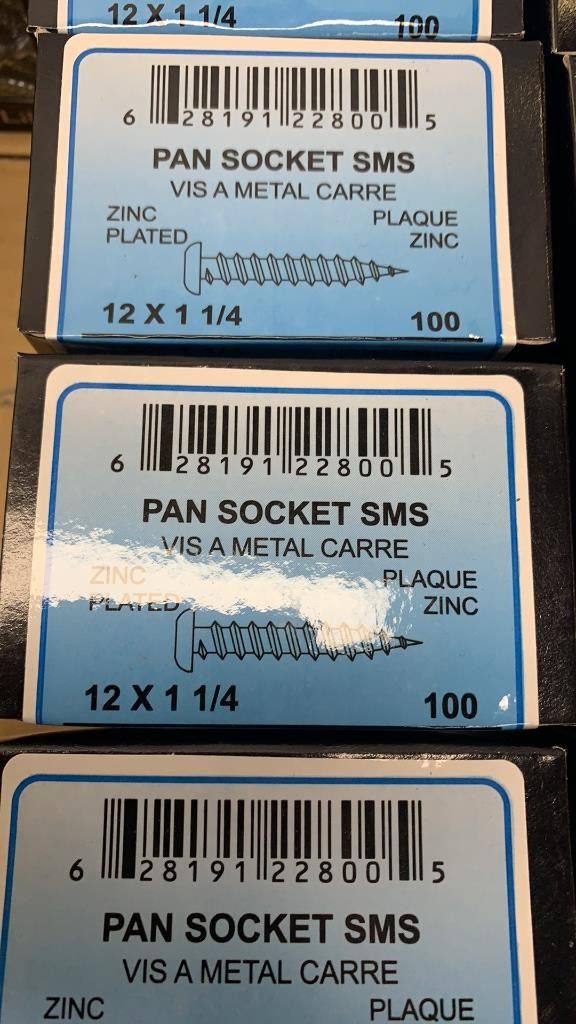 12 X 1 1/4 100
6 28191 22800 5
PAN SOCKET SMS
VIS A METAL CARRE
ZINC PLAQUE
PLATED ZINC
12 X 1 1/4 100
6 28191 22800 5
PAN SOCKET SMS
VIS A METAL CARRE
ZINC PLAQUE
PLATED ZINC
12 X 1 1/4 100
6 28191 22800 5
PAN SOCKET SMS
VIS A METAL CARRE
ZINC PLAQUE